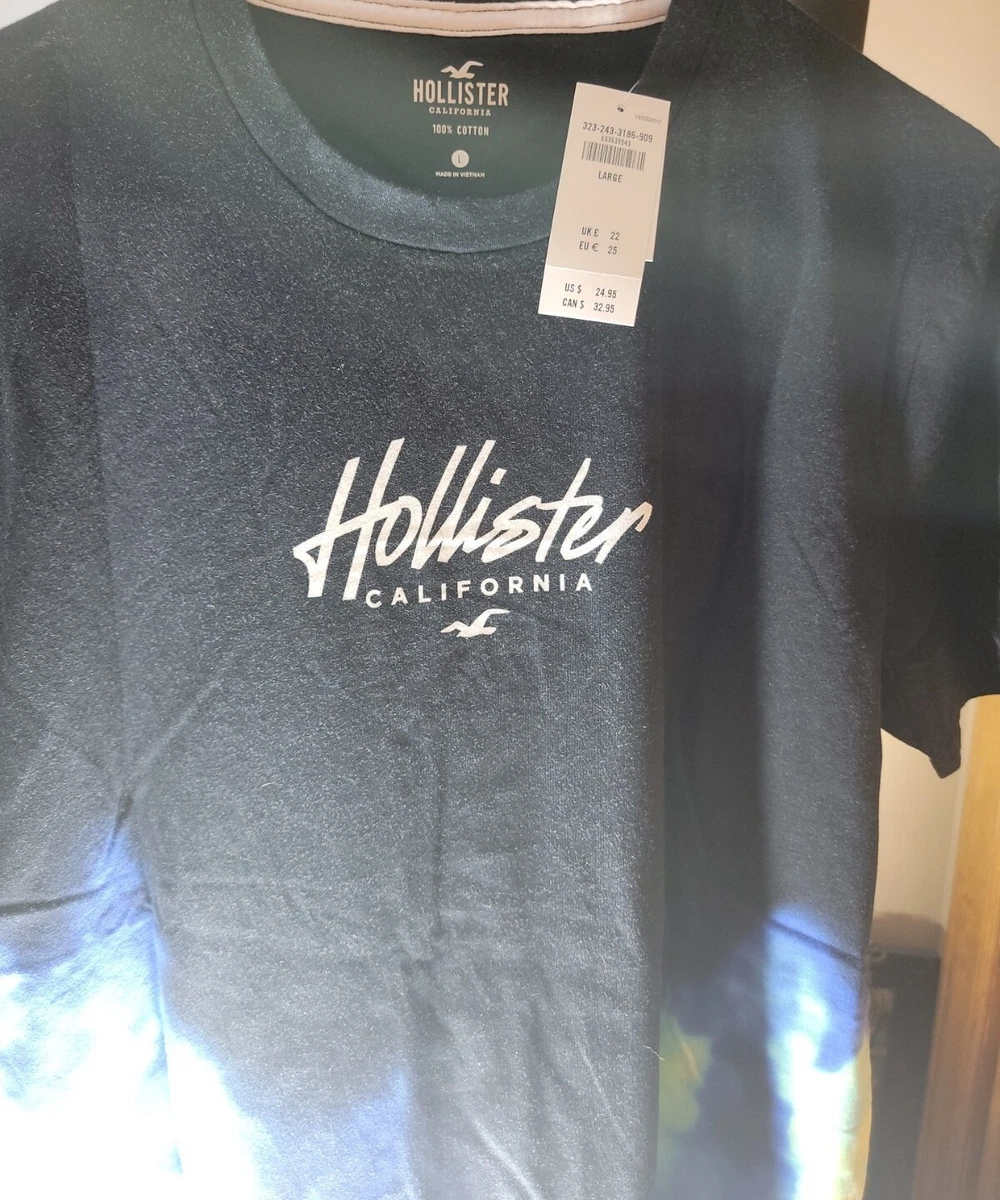 HOLLISTER
CALIFORNIA
100% COTTON
L
MADE IN VIETNAM
323-243-3186-909
LARGE
UK £ 22
EU € 25
US $ 24.95
CAN $ 32.95
Hollister
CALIFORNIA